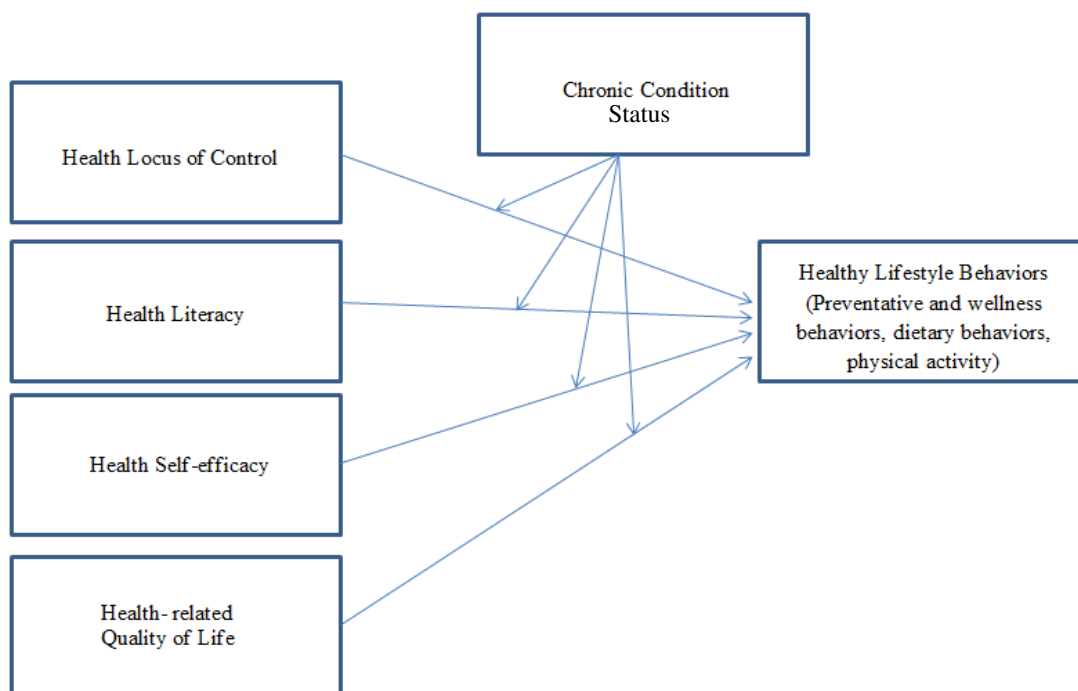 Chronic Condition
Status
Health Locus of Control
Health Literacy
Health Self-efficacy
Health- related
Quality of Life
Healthy Lifestyle Behaviors
(Preventative and wellness
behaviors, dietary behaviors,
physical activity)